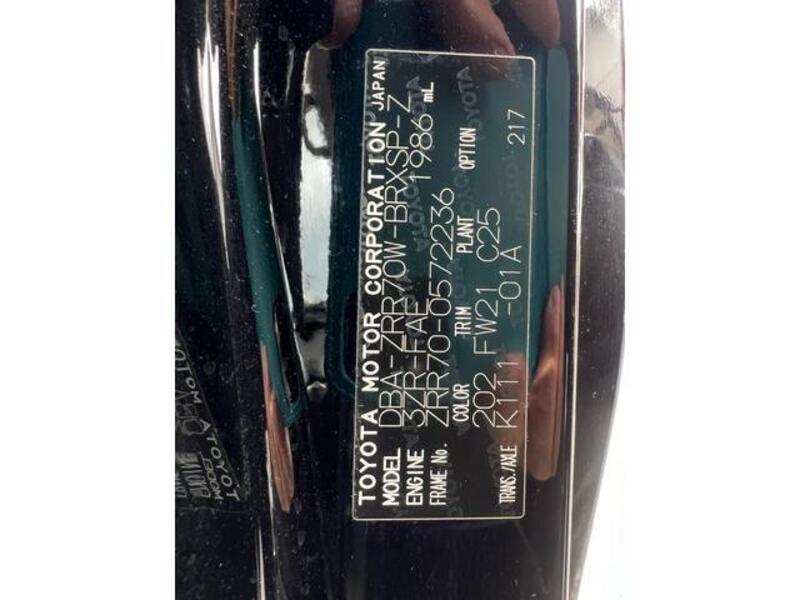 TOYOTA MOTOR CORPORATION JAPAN
MODEL DBA-ZRR70W-BRXSP-Z
ENGINE 3ZR-FAE 1986 mL
FRAME No. ZRR70-0572236
COLOR TRIM PLANT OPTION
202 FW21 C25
TRANS./AXLE K111 -01A 217